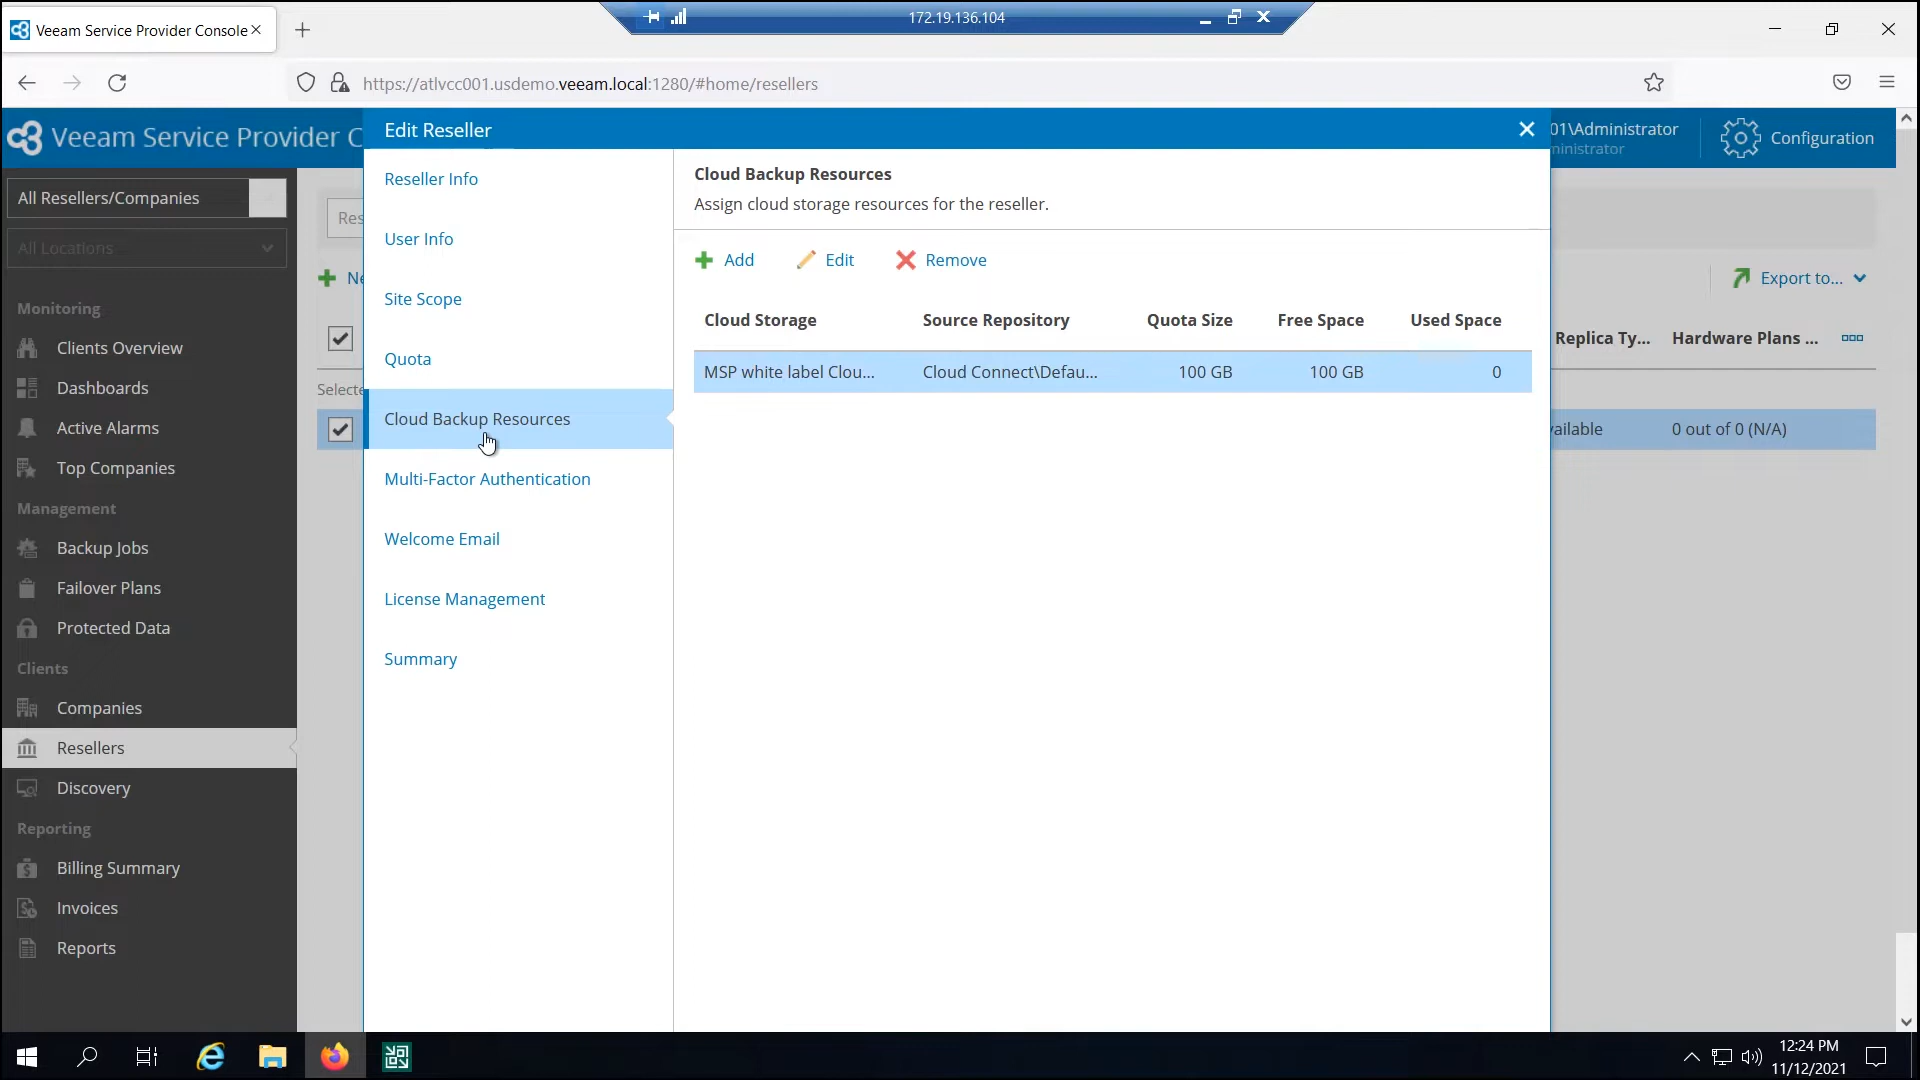 172.19.136.104
Veeam Service Provider Console
https://atlvcc001.usdemo.veeam.local:1280/#home/resellers
Veeam Service Provider C
01\Administrator
ministrator
Configuration
All Resellers/Companies
All Locations
Monitoring
Clients Overview
Dashboards
Active Alarms
Top Companies
Management
Backup Jobs
Failover Plans
Protected Data
Clients
Companies
Resellers
Discovery
Reporting
Billing Summary
Invoices
Reports
Res
Ne
Selecte
Edit Reseller
Reseller Info
User Info
Site Scope
Quota
Cloud Backup Resources
Multi-Factor Authentication
Welcome Email
License Management
Summary
Cloud Backup Resources
Assign cloud storage resources for the reseller.
Add Edit Remove
Cloud Storage Source Repository Quota Size Free Space Used Space
MSP white label Clou... Cloud Connect\Defau... 100 GB 100 GB 0
Export to...
Replica Ty... Hardware Plans ...
vailable 0 out of 0 (N/A)
12:24 PM
11/12/2021